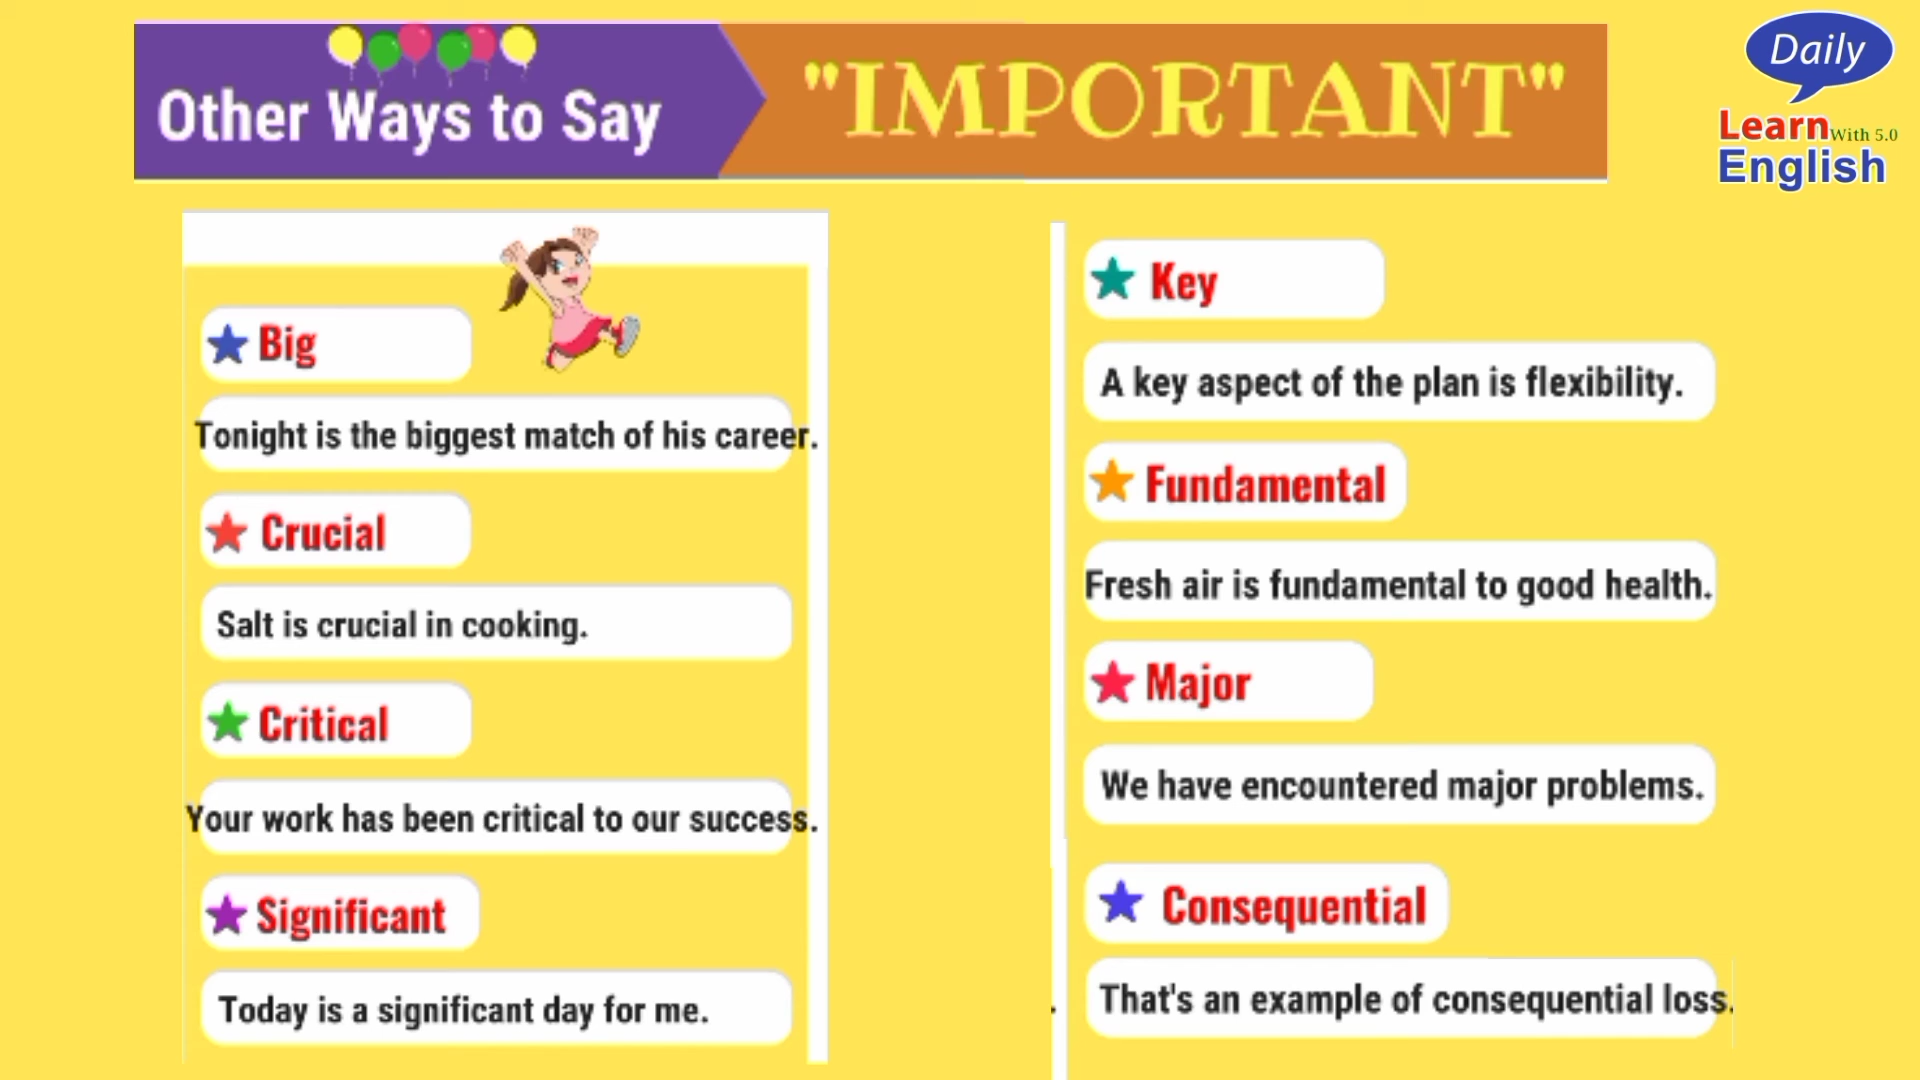 Other Ways to Say
"IMPORTANT"
Daily
Learn With 5.0
English
Big
Tonight is the biggest match of his career.
Crucial
Salt is crucial in cooking.
Critical
Your work has been critical to our success.
Significant
Today is a significant day for me.
Key
A key aspect of the plan is flexibility.
Fundamental
Fresh air is fundamental to good health.
Major
We have encountered major problems.
Consequential
That's an example of consequential loss.